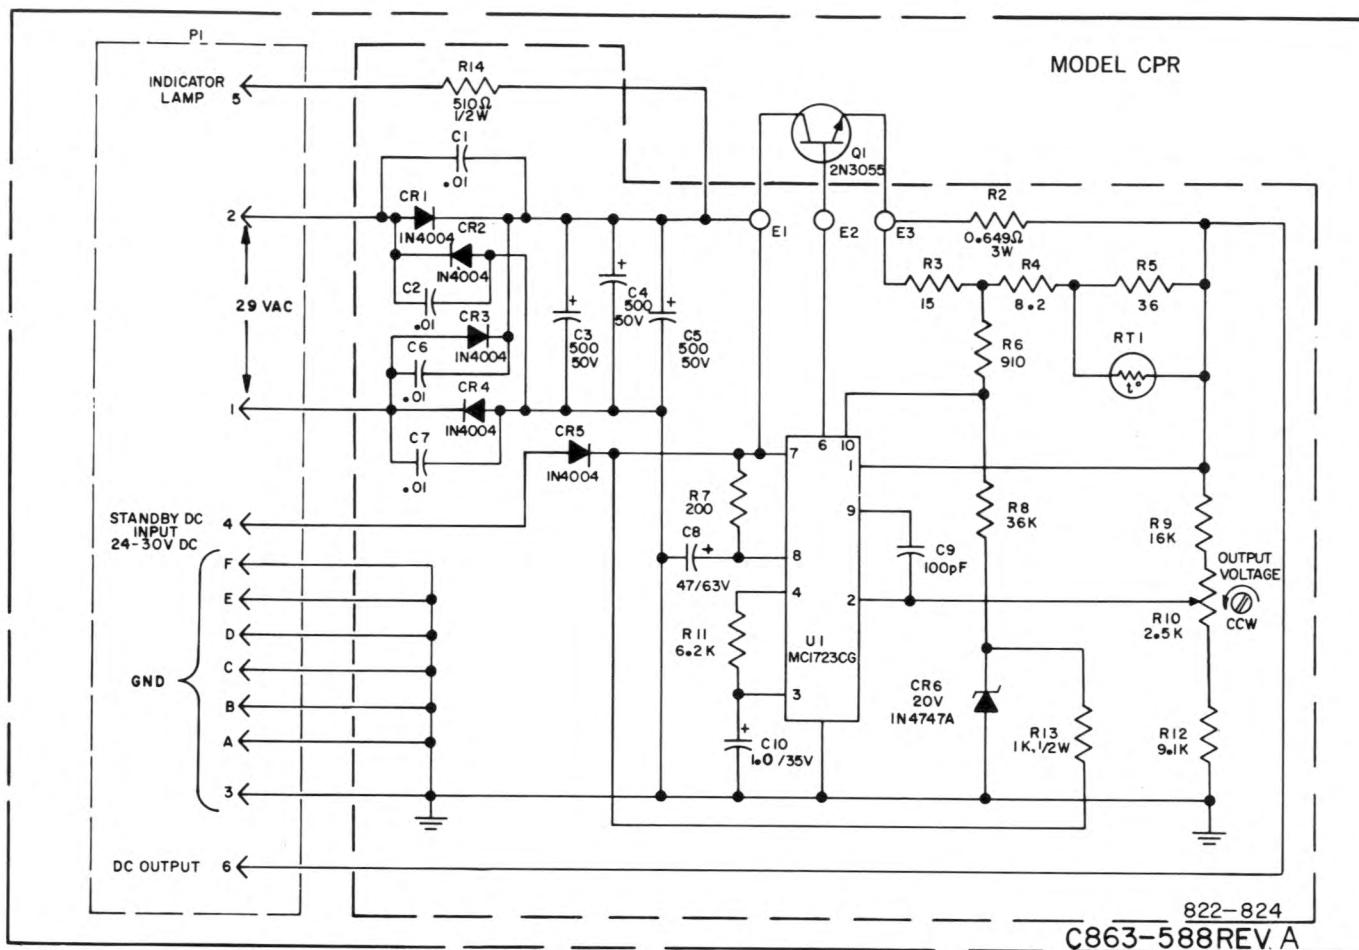 P1
MODEL CPR
INDICATOR
LAMP 5
R14
510Ω
1/2W
C1
.01
Q1
2N3055
2
CR1
1N4004
CR2
1N4004
C2
.01
E1
E2
E3
R2
0.649Ω
3W
R3
15
R4
8.2
R5
36
29 VAC
CR3
1N4004
C6
.01
+
C3
500
50V
+
C4
500
50V
+
C5
500
50V
R6
910
RT1
t°
1
CR4
1N4004
C7
.01
CR5
1N4004
6 10
7
1
9
8
4
2
3
U1
MC1723CG
R7
200
C8
+
47/63V
R8
36K
C9
100pF
R9
16K
OUTPUT
VOLTAGE
CCW
R10
2.5K
STANDBY DC
INPUT
24-30V DC
4
F
E
D
C
B
A
3
GND
R11
6.2K
+
C10
1.0/35V
CR6
20V
1N4747A
R13
1K,1/2W
R12
9.1K
DC OUTPUT 6
822-824
C863-588REV A